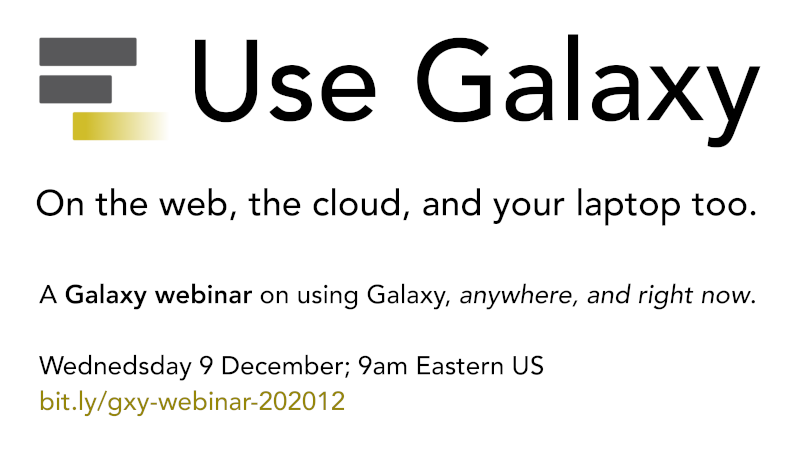 Use Galaxy
On the web, the cloud, and your laptop too.
A Galaxy webinar on using Galaxy, anywhere, and right now.
Wednedsday 9 December; 9am Eastern US
bit.ly/gxy-webinar-202012